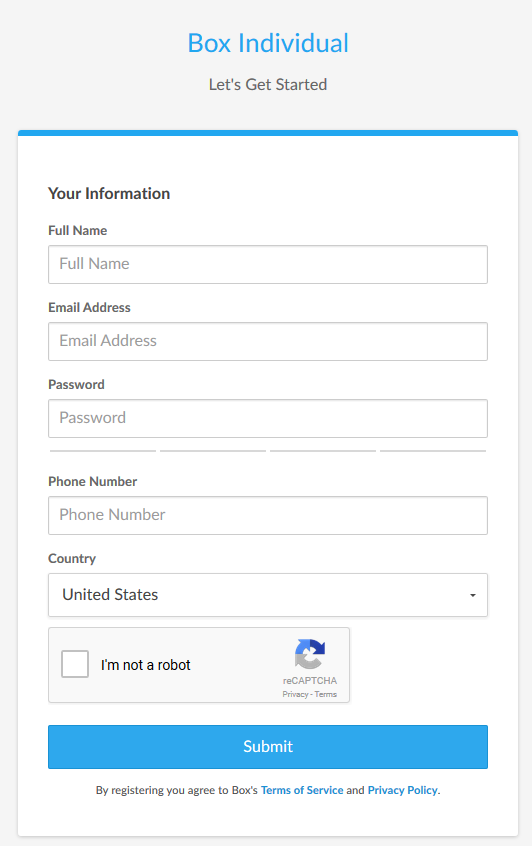 Box Individual
Let's Get Started
Your Information
Full Name
Full Name
Email Address
Email Address
Password
Password
Phone Number
Phone Number
Country
United States
I'm not a robot
reCAPTCHA
Privacy - Terms
Submit
By registering you agree to Box's Terms of Service and Privacy Policy.